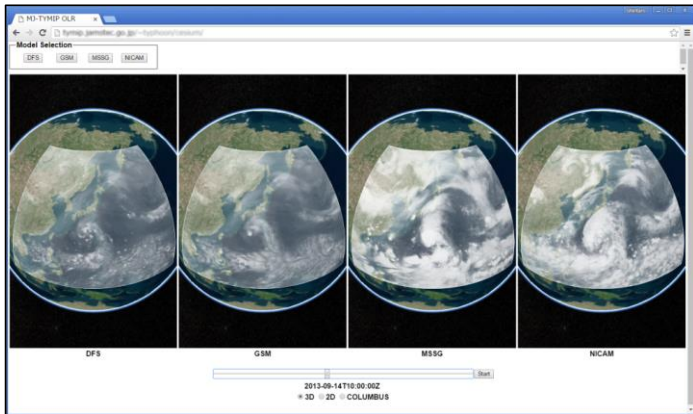 MJ-TYMIP OLR
Model Selection
DFS GSM MSSG NICAM
DFS GSM MSSG NICAM
Start
2013-09-14T10:00:00Z
3D 2D COLUMBUS